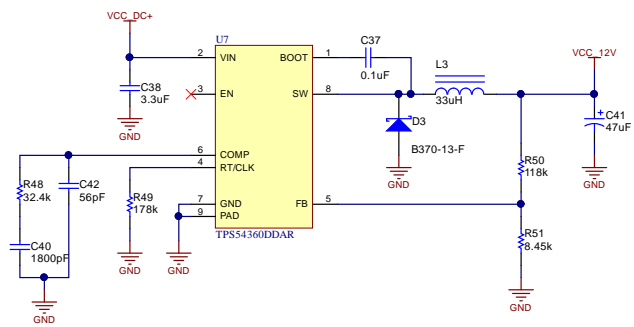 VCC_DC+
U7
C37
0.1uF
L3
33uH
VCC_12V
2 VIN
BOOT 1
C38
3.3uF
3 EN
SW 8
GND
D3
B370-13-F
GND
C41
47uF
GND
6 COMP
4 RT/CLK
R48
32.4k
C42
56pF
R49
178k
7 GND
9 PAD
FB 5
R50
118k
TPS54360DDAR
C40
1800pF
R51
8.45k
GND
GND
GND
GND